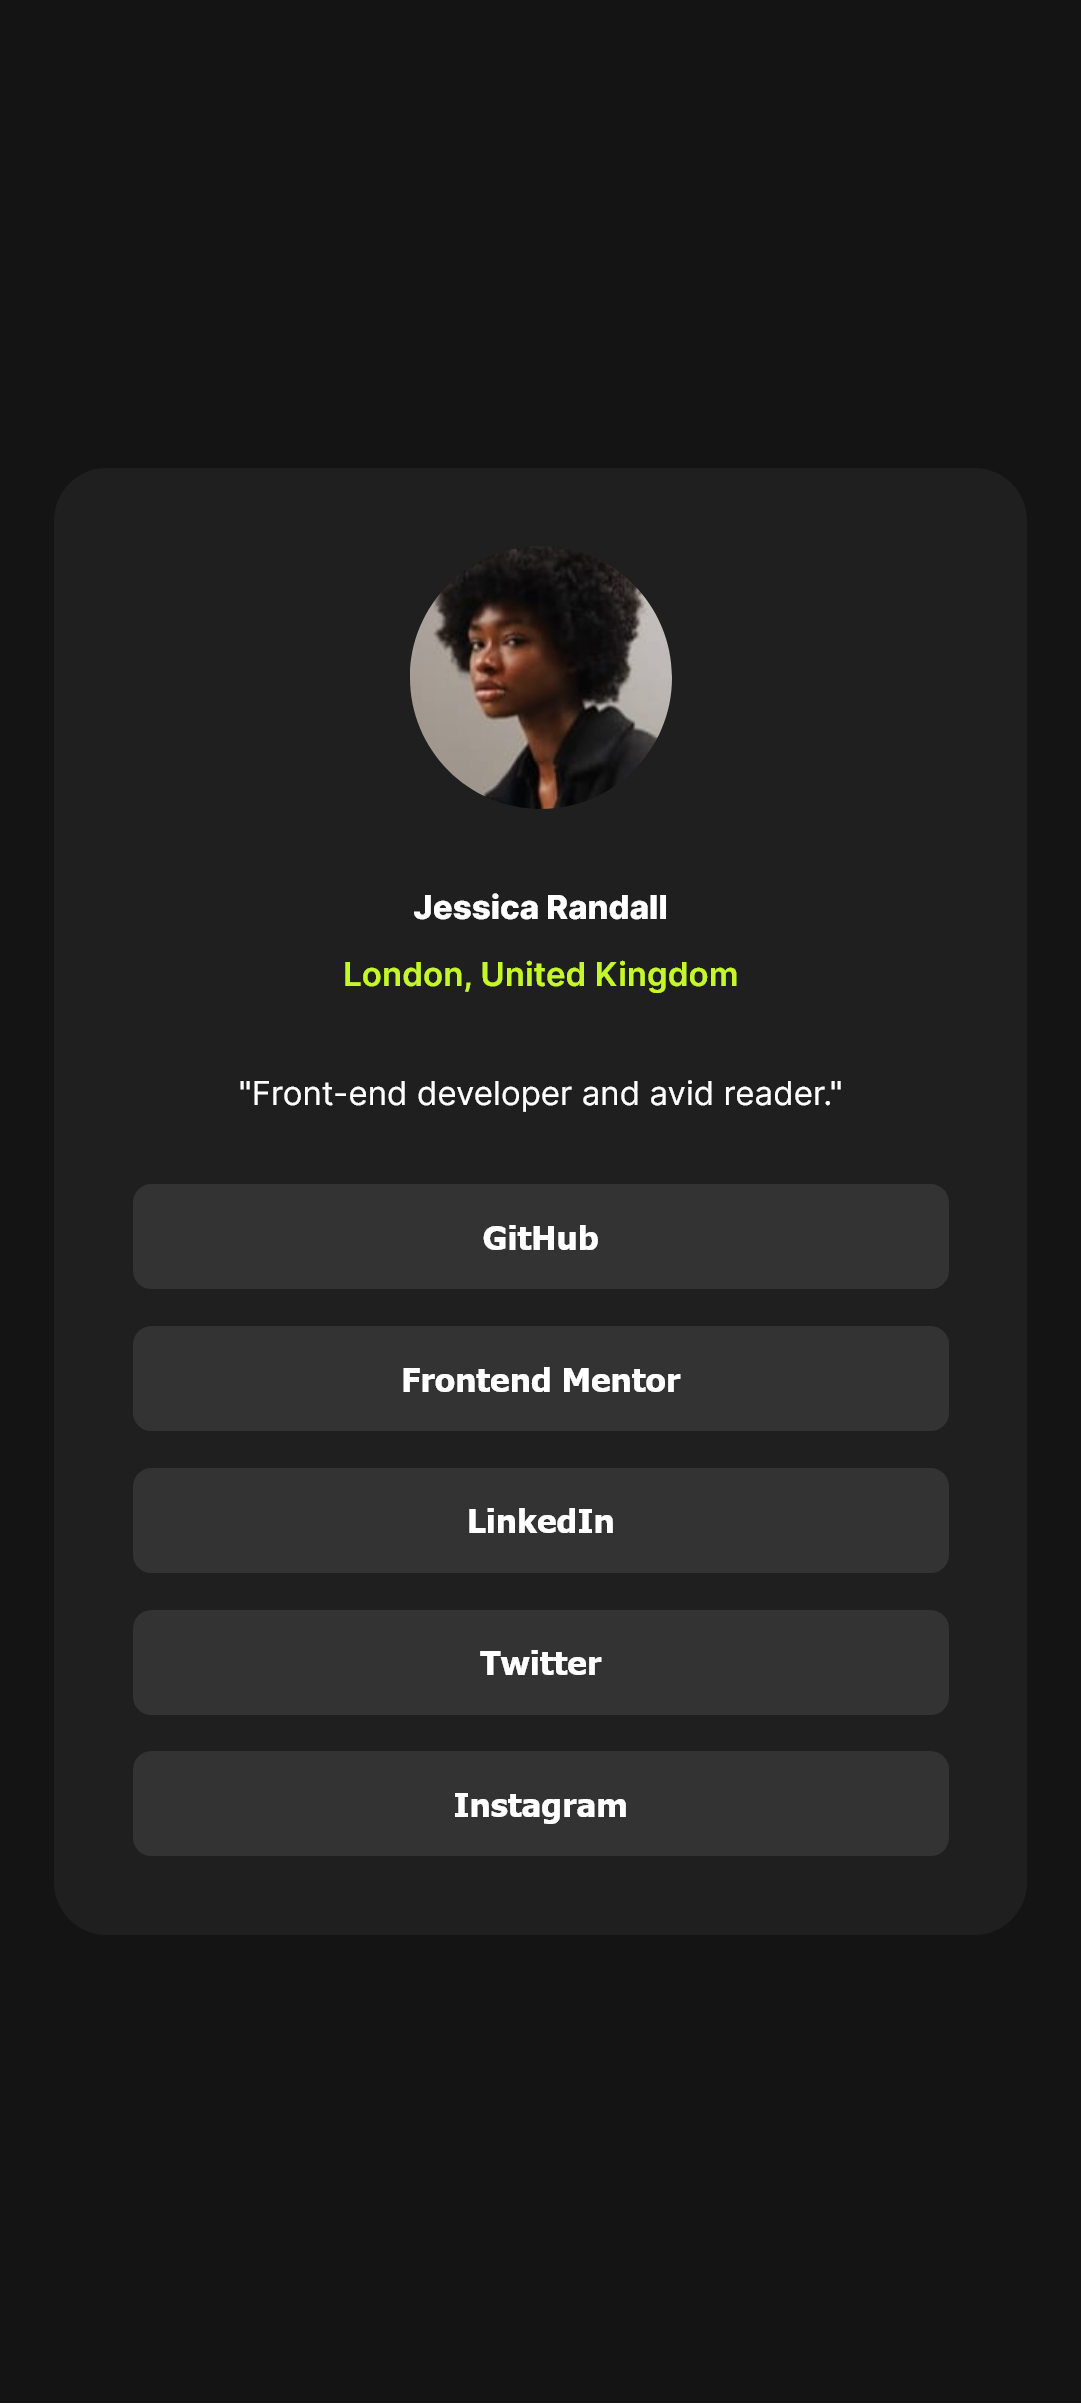 Jessica Randall
London, United Kingdom
"Front-end developer and avid reader."
GitHub
Frontend Mentor
LinkedIn
Twitter
Instagram